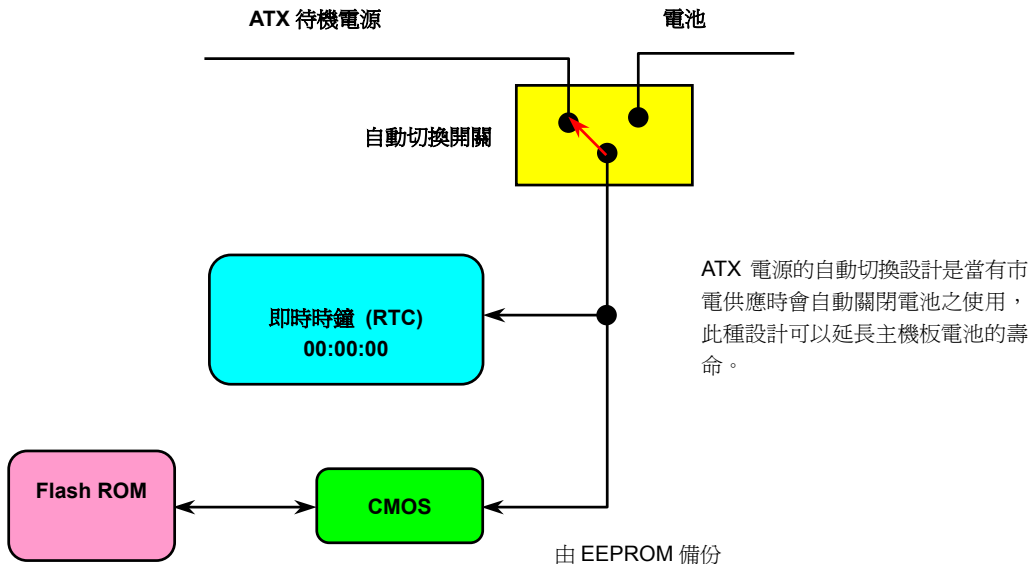 ATX 待機電源
電池
自動切換開關
ATX 電源的自動切換設計是當有市
電供應時會自動關閉電池之使用，
此種設計可以延長主機板電池的壽
命。
即時時鐘 (RTC)
00:00:00
Flash ROM
CMOS
由 EEPROM 備份